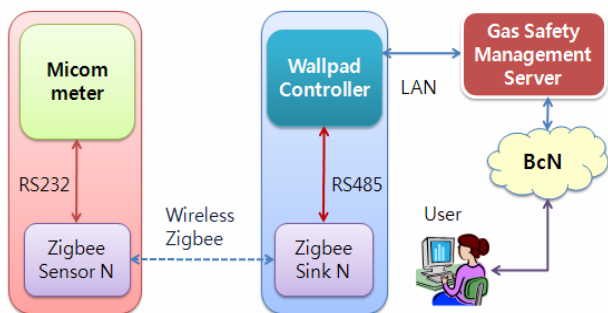 Micom
meter
RS232
Zigbee
Sensor N
Wireless
Zigbee
Wallpad
Controller
RS485
Zigbee
Sink N
LAN
Gas Safety
Management
Server
BcN
User